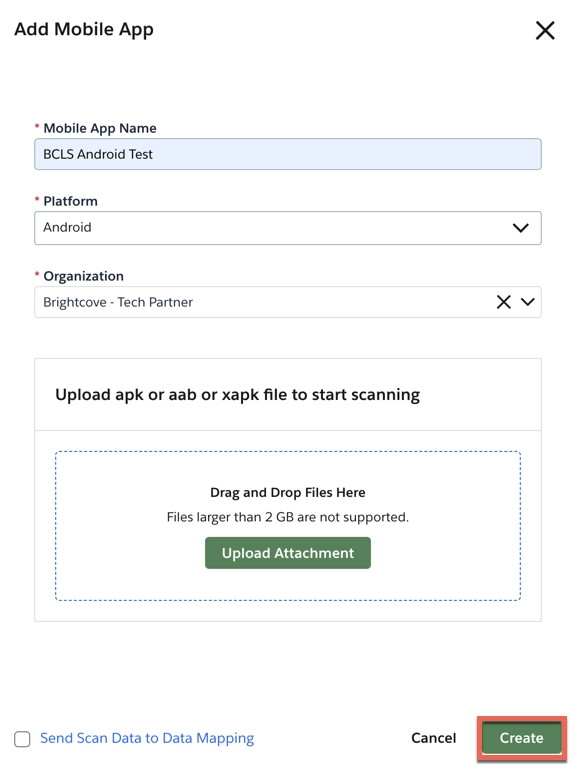 Add Mobile App
* Mobile App Name
BCLS Android Test
* Platform
Android
* Organization
Brightcove - Tech Partner
Upload apk or aab or xapk file to start scanning
Drag and Drop Files Here
Files larger than 2 GB are not supported.
Upload Attachment
Send Scan Data to Data Mapping
Cancel
Create